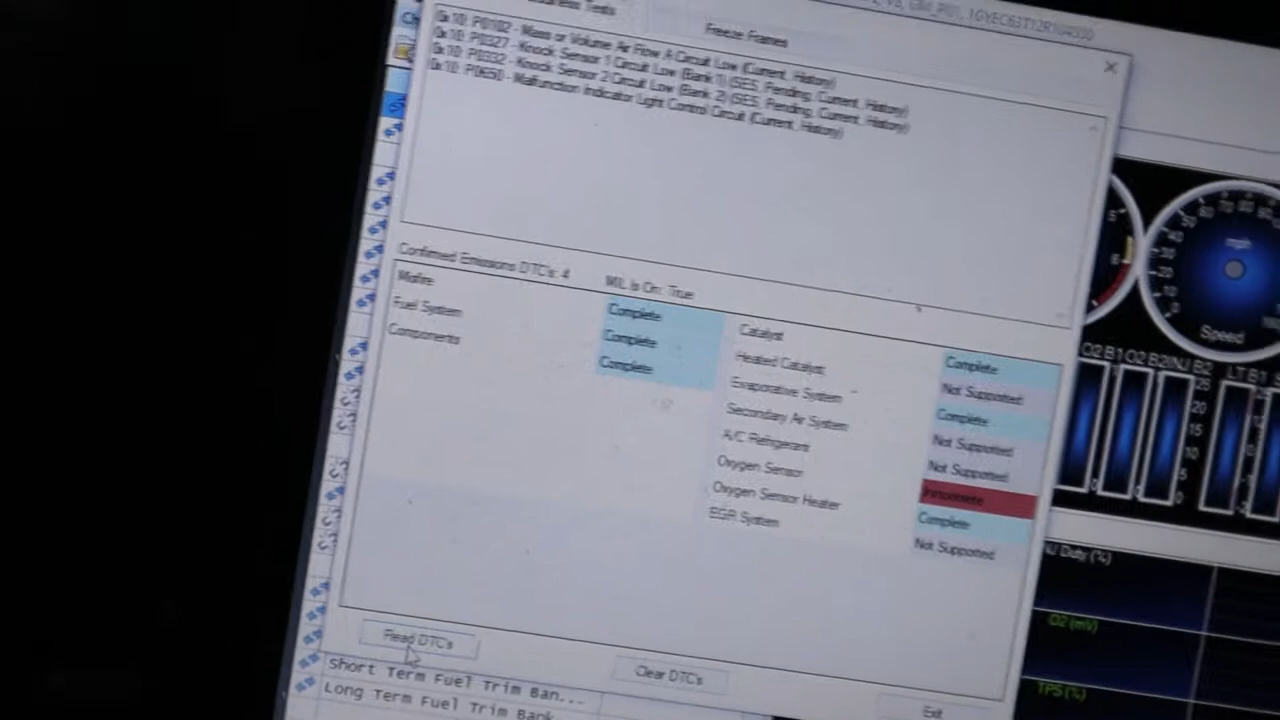 Freeze Frames
0x10: P0102 - Mass or Volume Air Flow A Circuit Low (Current, History)
0x10: P0327 - Knock Sensor 1 Circuit Low (Bank 1) (SES, Pending, Current, History)
0x10: P0332 - Knock Sensor 2 Circuit Low (Bank 2) (SES, Pending, Current, History)
0x10: P0650 - Malfunction Indicator Light Control Circuit (Current, History)
Confirmed Emissions DTC's: 4 MIL Is On: True
Misfire Complete
Fuel System Complete
Components Complete
Catalyst Complete
Heated Catalyst Not Supported
Evaporative System Complete
Secondary Air System Not Supported
A/C Refrigerant Not Supported
Oxygen Sensor Incomplete
Oxygen Sensor Heater Complete
EGR System Not Supported
Read DTC's
Clear DTC's
Exit
Short Term Fuel Trim Ban...
Long Term Fuel Trim Bank
mph
Speed
O2 B1 O2 B2 INJ B2
LT B1
Duty (%)
O2 (mV)
TPS (%)